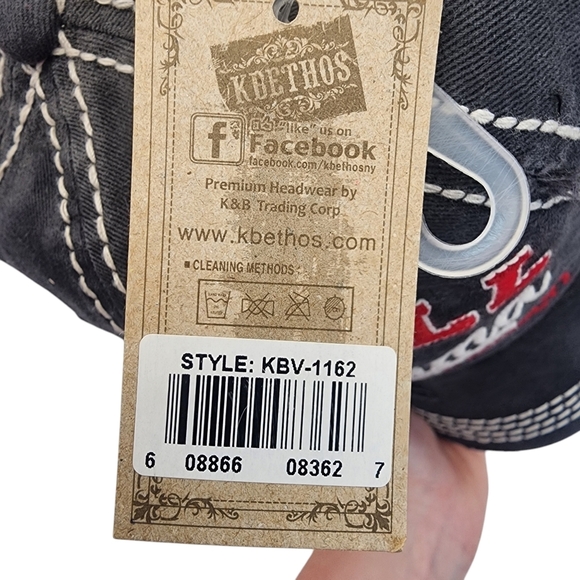 KBETHOS
f "like" us on
Facebook
facebook.com/kbethosny
Premium Headwear by
K&B Trading Corp
www.kbethos.com
■ CLEANING METHODS :
STYLE: KBV-1162
6 08866 08362 7
LL